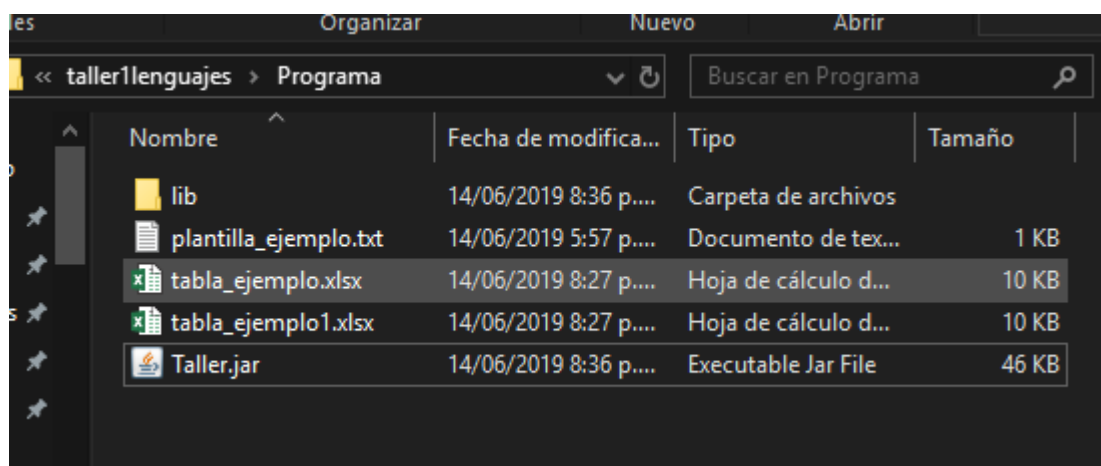 les Organizar Nuevo Abrir
« taller1lenguajes > Programa Buscar en Programa
Nombre Fecha de modifica... Tipo Tamaño
lib 14/06/2019 8:36 p.... Carpeta de archivos
plantilla_ejemplo.txt 14/06/2019 5:57 p.... Documento de tex... 1 KB
tabla_ejemplo.xlsx 14/06/2019 8:27 p.... Hoja de cálculo d... 10 KB
s tabla_ejemplo1.xlsx 14/06/2019 8:27 p.... Hoja de cálculo d... 10 KB
Taller.jar 14/06/2019 8:36 p.... Executable Jar File 46 KB